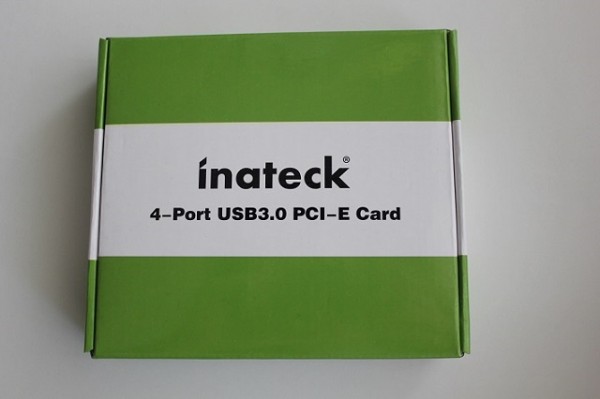 inateck®
4-Port USB3.0 PCI-E Card